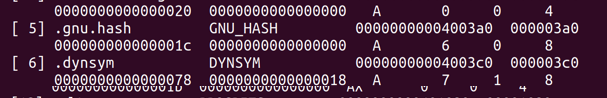 0000000000000020 0000000000000000 A 0 0 4
[ 5] .gnu.hash GNU_HASH 00000000004003a0 000003a0
000000000000001c 0000000000000000 A 6 0 8
[ 6] .dynsym DYNSYM 00000000004003c0 000003c0
0000000000000078 0000000000000018 A 7 1 8